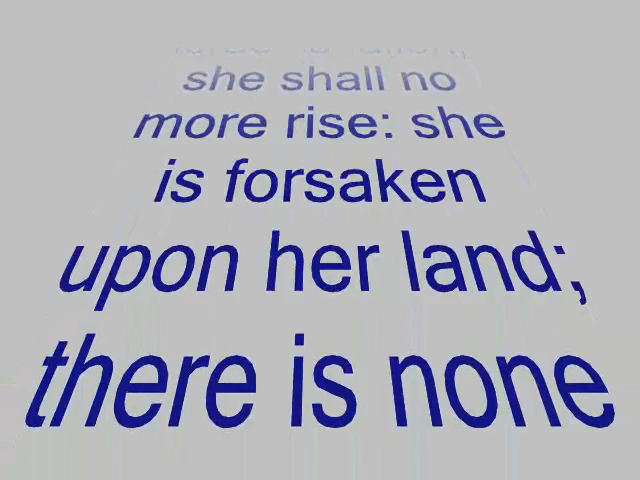 she shall no
more rise: she
is forsaken
upon her land;
there is none